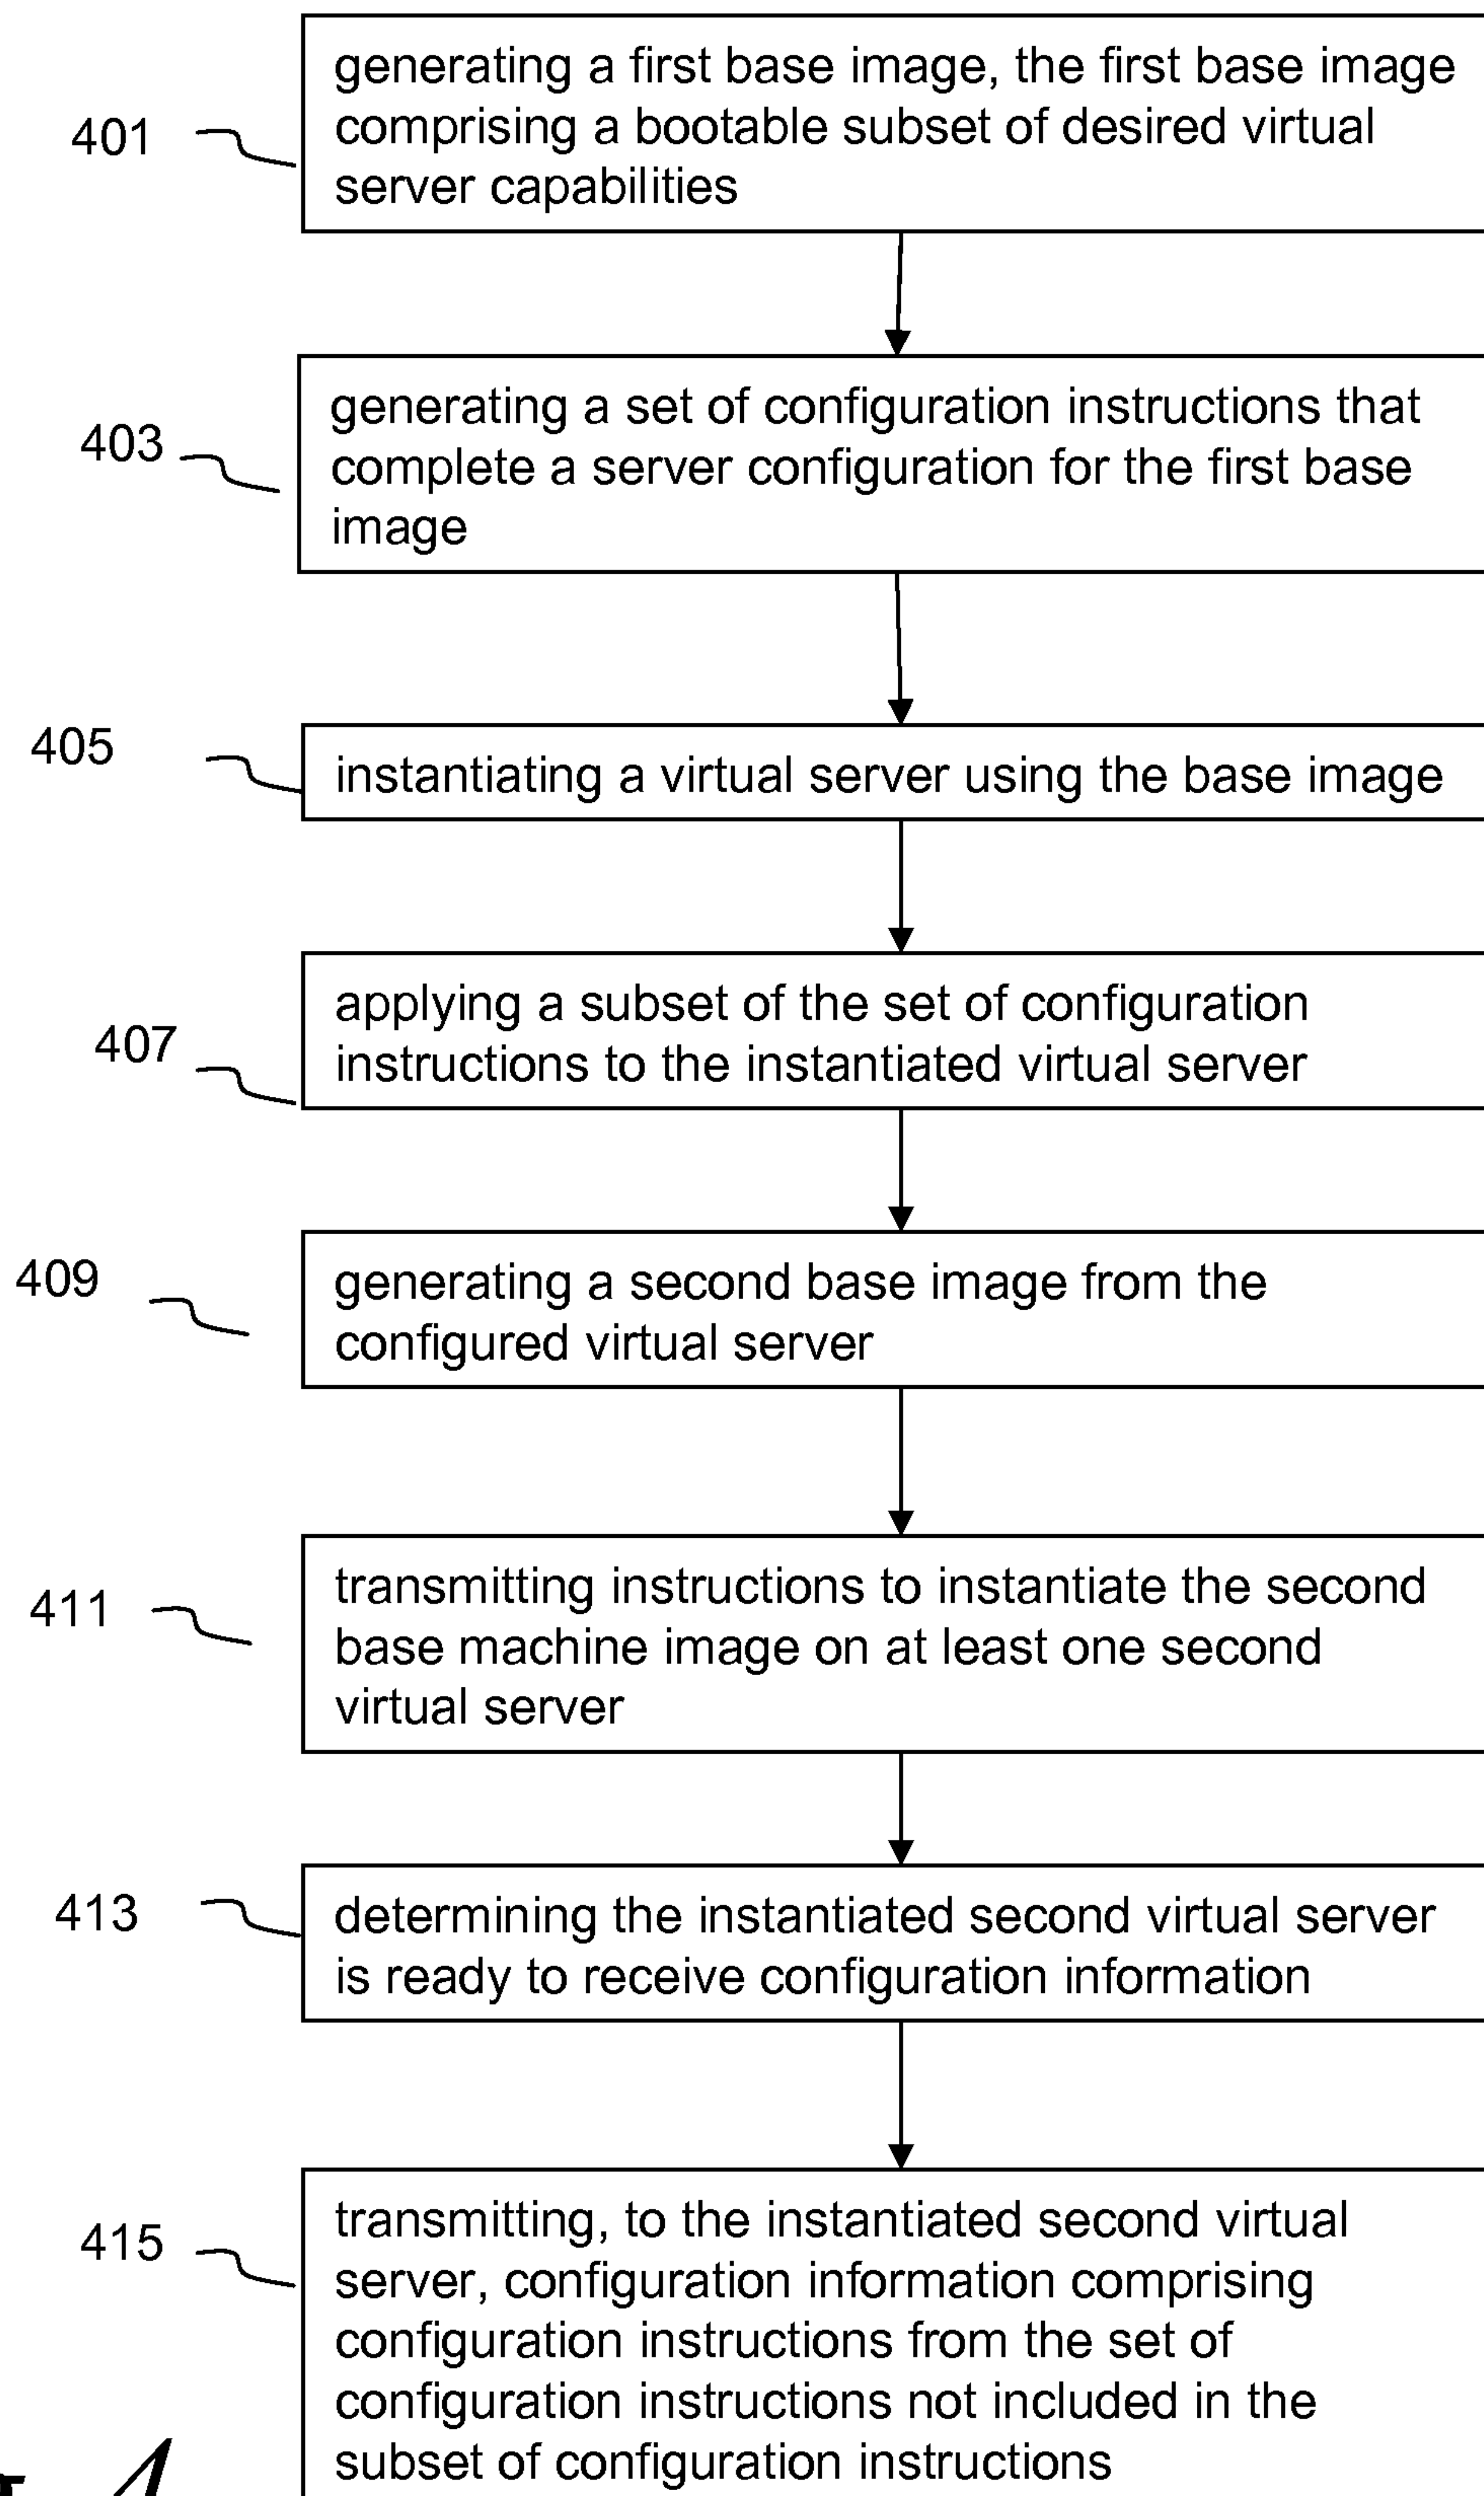 401
generating a first base image, the first base image
comprising a bootable subset of desired virtual
server capabilities
403
generating a set of configuration instructions that
complete a server configuration for the first base
image
405
instantiating a virtual server using the base image
407
applying a subset of the set of configuration
instructions to the instantiated virtual server
409
generating a second base image from the
configured virtual server
411
transmitting instructions to instantiate the second
base machine image on at least one second
virtual server
413
determining the instantiated second virtual server
is ready to receive configuration information
415
transmitting, to the instantiated second virtual
server, configuration information comprising
configuration instructions from the set of
configuration instructions not included in the
subset of configuration instructions